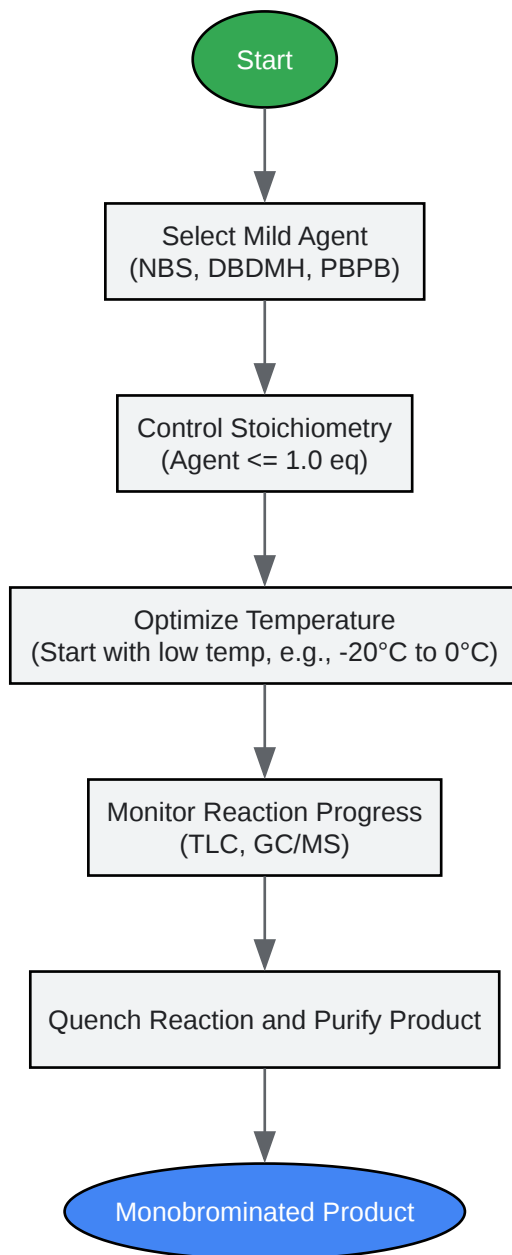 Start
Select Mild Agent
(NBS, DBDMH, PBPB)
Control Stoichiometry
(Agent <= 1.0 eq)
Optimize Temperature
(Start with low temp, e.g., -20°C to 0°C)
Monitor Reaction Progress
(TLC, GC/MS)
Quench Reaction and Purify Product
Monobrominated Product